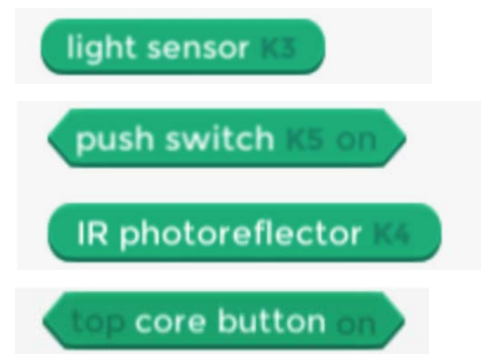 light sensor K3
push switch K5 on
IR photoreflector K4
top core button on